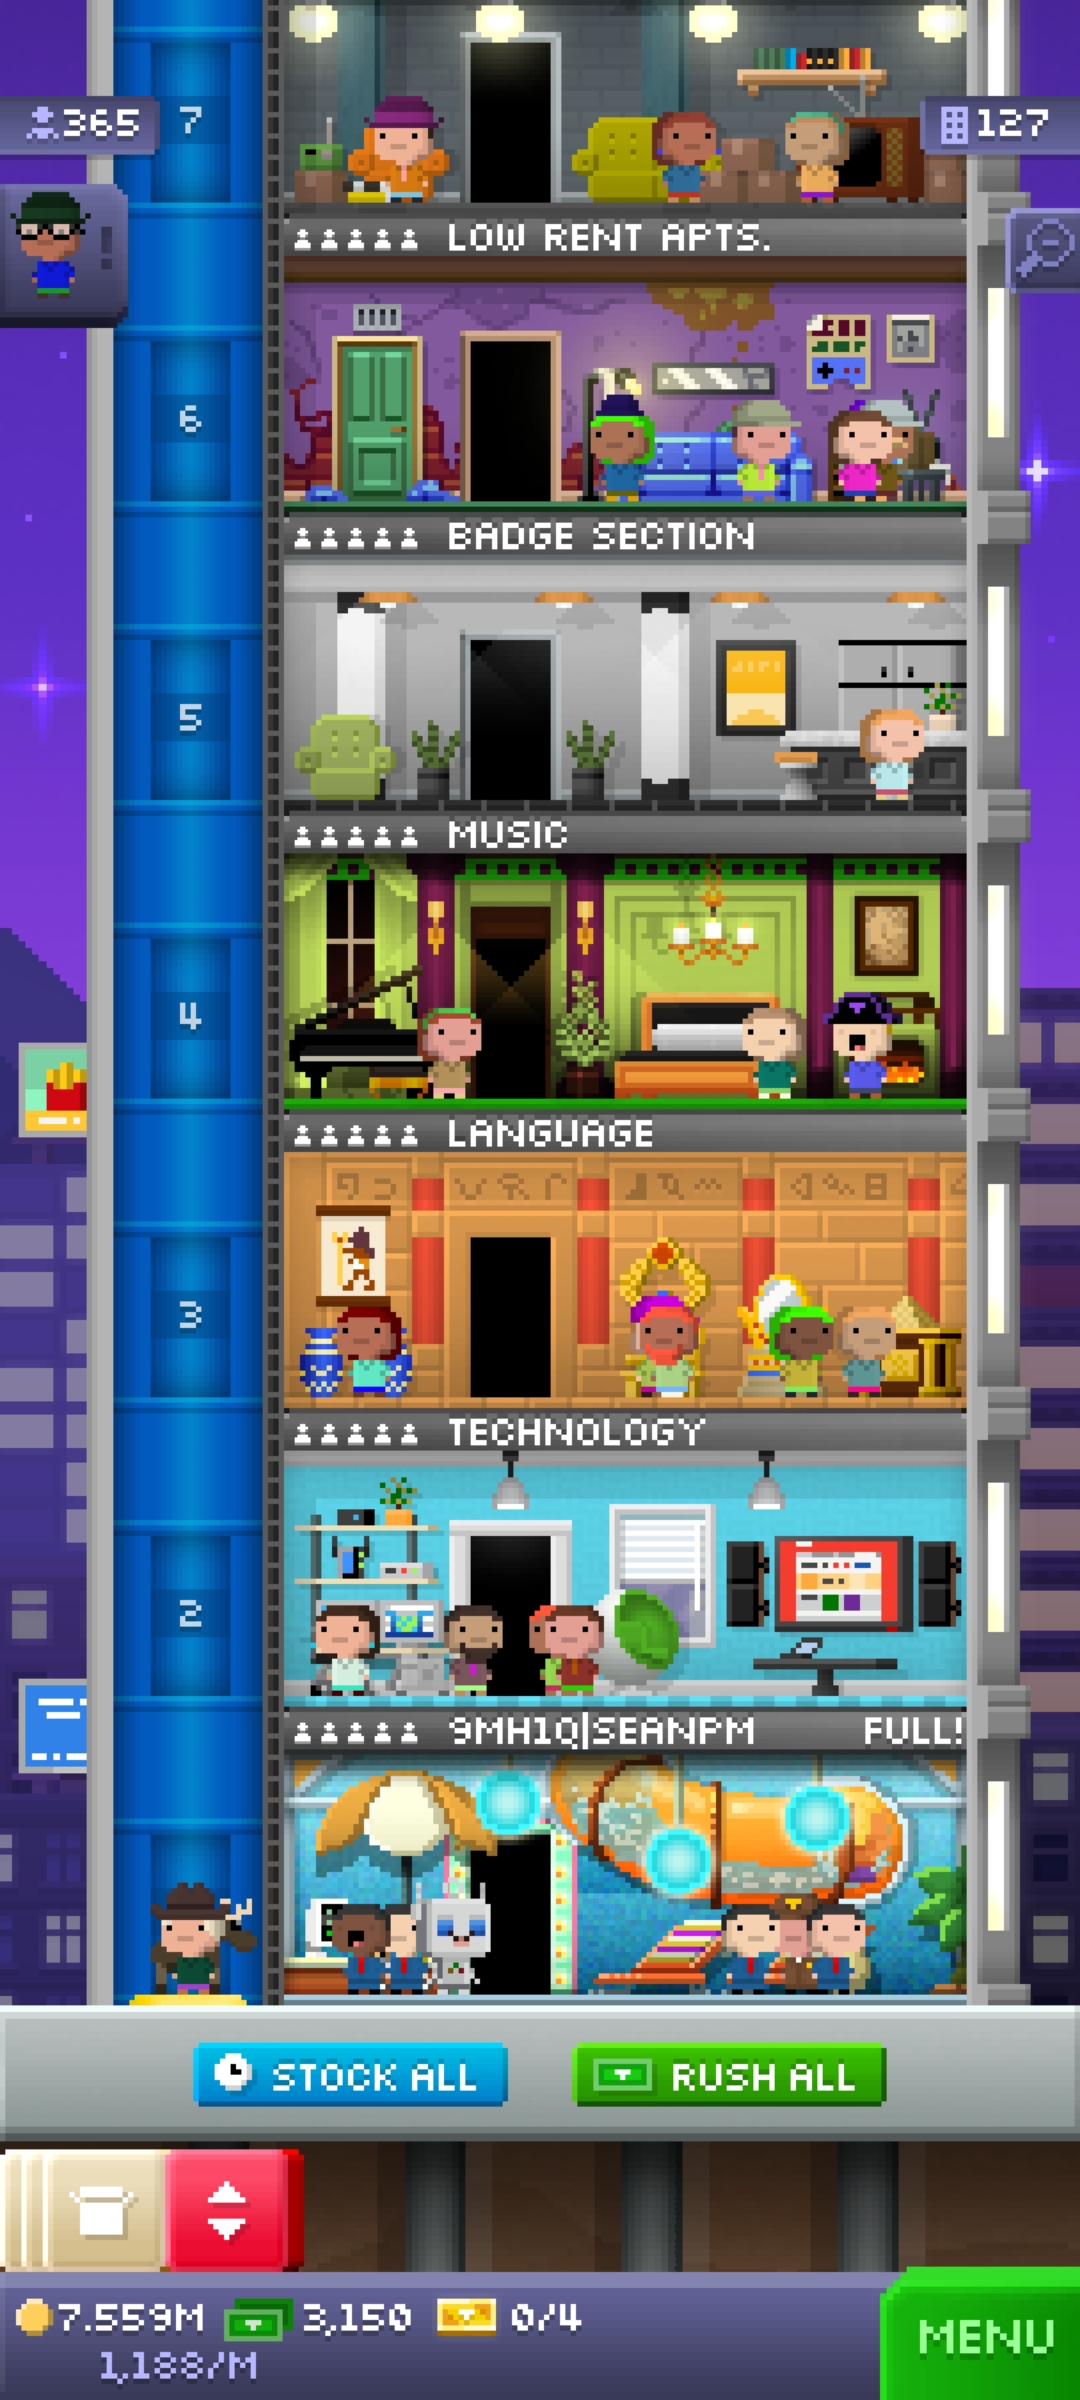 365
7
127
LOW RENT APTS.
6
BADGE SECTION
5
MUSIC
4
LANGUAGE
3
TECHNOLOGY
2
9MH1Q|SEANPM FULL!
STOCK ALL
RUSH ALL
7.559M 3,150 0/4
1,188/M
MENU